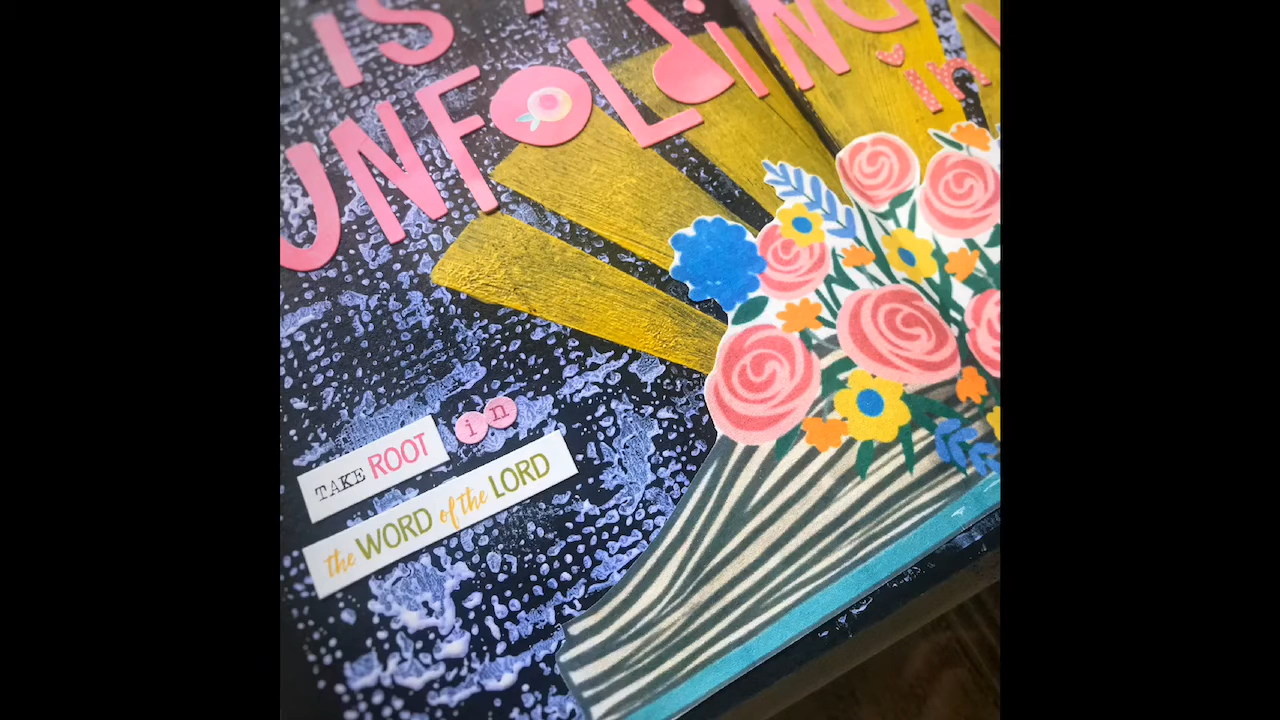 IS
UNFOLdiNG
in
TAKE ROOT in
the WORD of the LORD